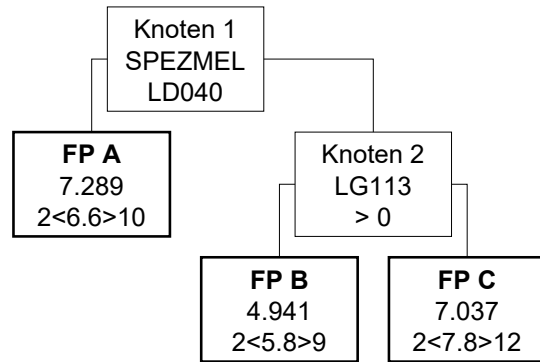 Knoten 1
SPEZMEL
LD040
FP A
7.289
2<6.6>10
Knoten 2
LG113
> 0
FP B
4.941
2<5.8>9
FP C
7.037
2<7.8>12